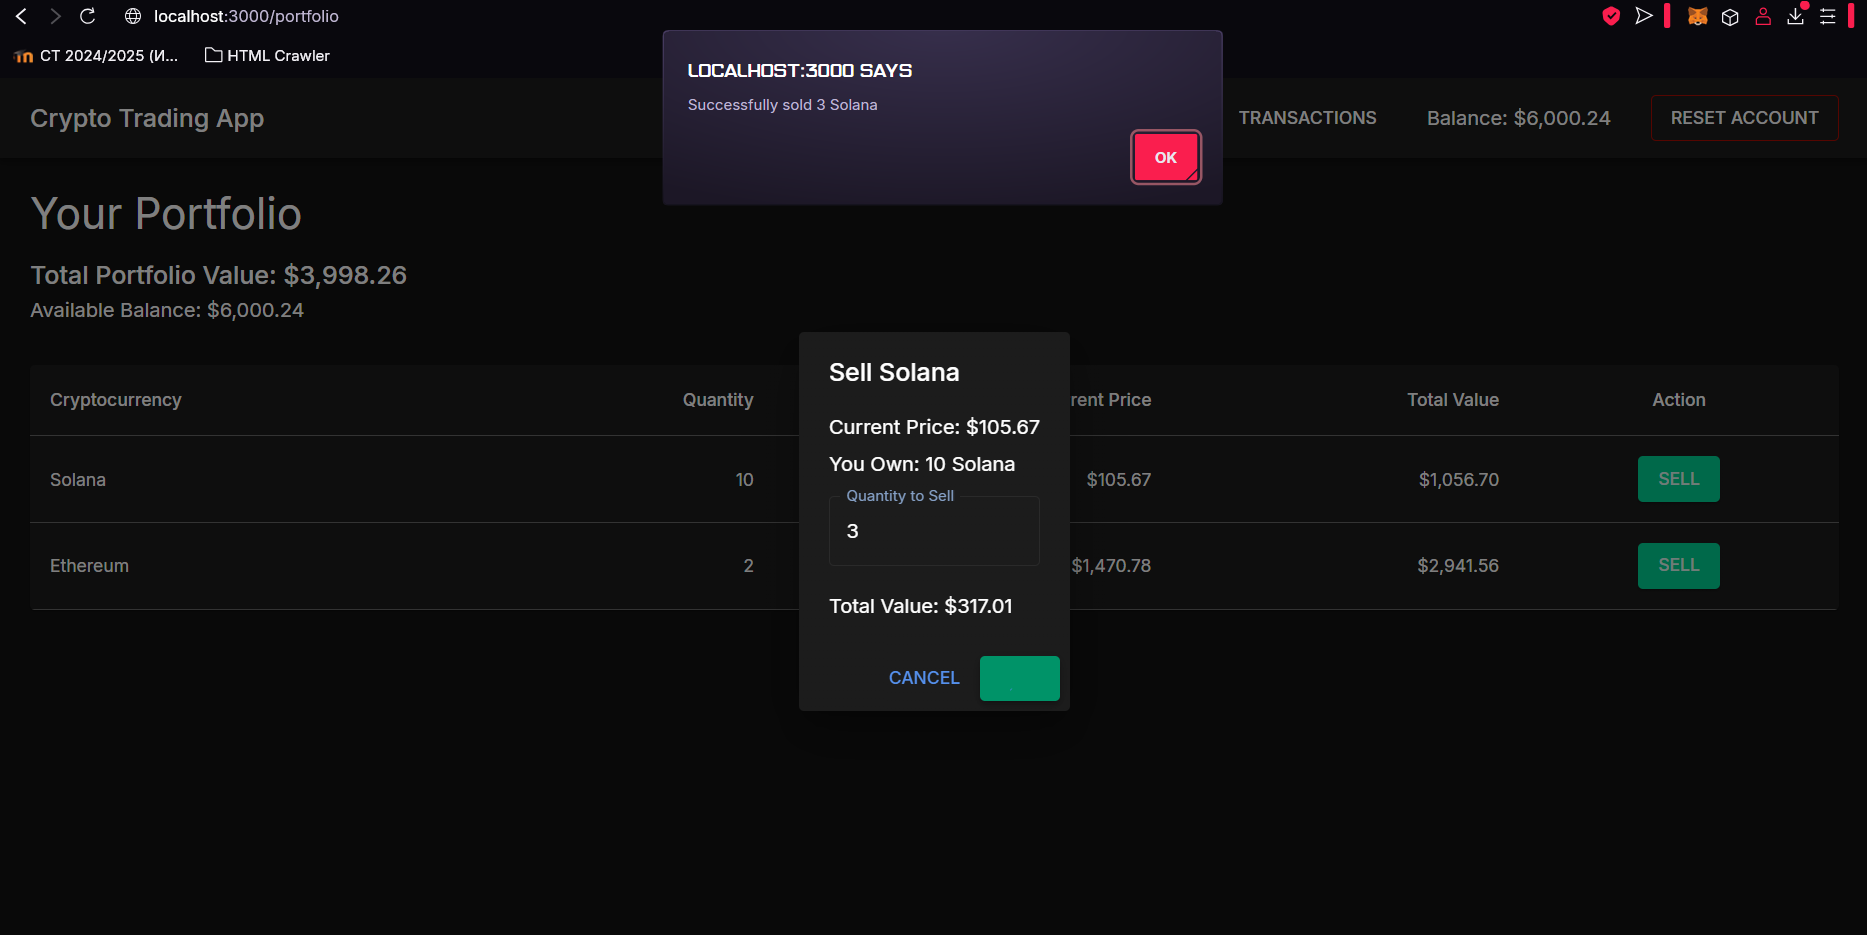 localhost:3000/portfolio
CT 2024/2025 (И...
HTML Crawler
LOCALHOST:3000 SAYS
Successfully sold 3 Solana
OK
Crypto Trading App
TRANSACTIONS
Balance: $6,000.24
RESET ACCOUNT
Your Portfolio
Total Portfolio Value: $3,998.26
Available Balance: $6,000.24
Cryptocurrency Quantity rent Price Total Value Action
Solana 10 $105.67 $1,056.70 SELL
Ethereum 2 $1,470.78 $2,941.56 SELL
Sell Solana
Current Price: $105.67
You Own: 10 Solana
Quantity to Sell
3
Total Value: $317.01
CANCEL